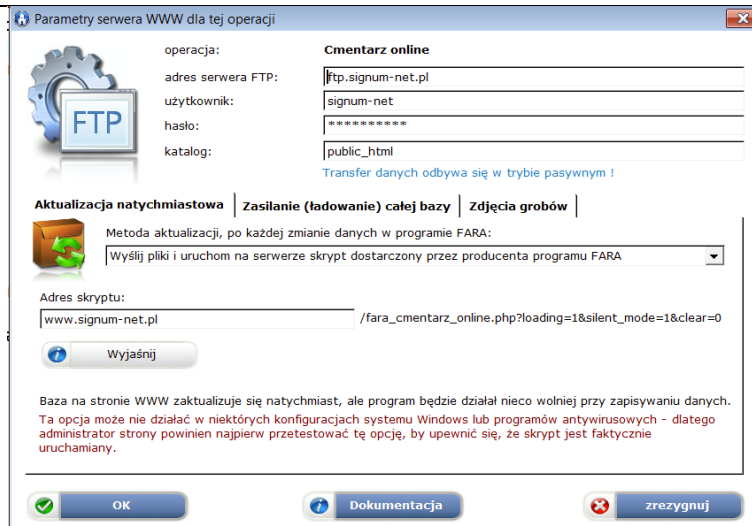 Parametry serwera WWW dla tej operacji
operacja: Cmentarz online
adres serwera FTP: ftp.signum-net.pl
użytkownik: signum-net
hasło: **********
katalog: public_html
FTP
Transfer danych odbywa się w trybie pasywnym !
Aktualizacja natychmiastowa Zasilanie (ładowanie) całej bazy Zdjęcia grobów
Metoda aktualizacji, po każdej zmianie danych w programie FARA:
Wyślij pliki i uruchom na serwerze skrypt dostarczony przez producenta programu FARA
Adres skryptu:
www.signum-net.pl /fara_cmentarz_online.php?loading=1&silent_mode=1&clear=0
Wyjaśnij
Baza na stronie WWW zaktualizuje się natychmiast, ale program będzie działał nieco wolniej przy zapisywaniu danych.
Ta opcja może nie działać w niektórych konfiguracjach systemu Windows lub programów antywirusowych - dlatego
administrator strony powinien najpierw przetestować tę opcję, by upewnić się, że skrypt jest faktycznie
uruchamiany.
OK Dokumentacja zrezygnuj